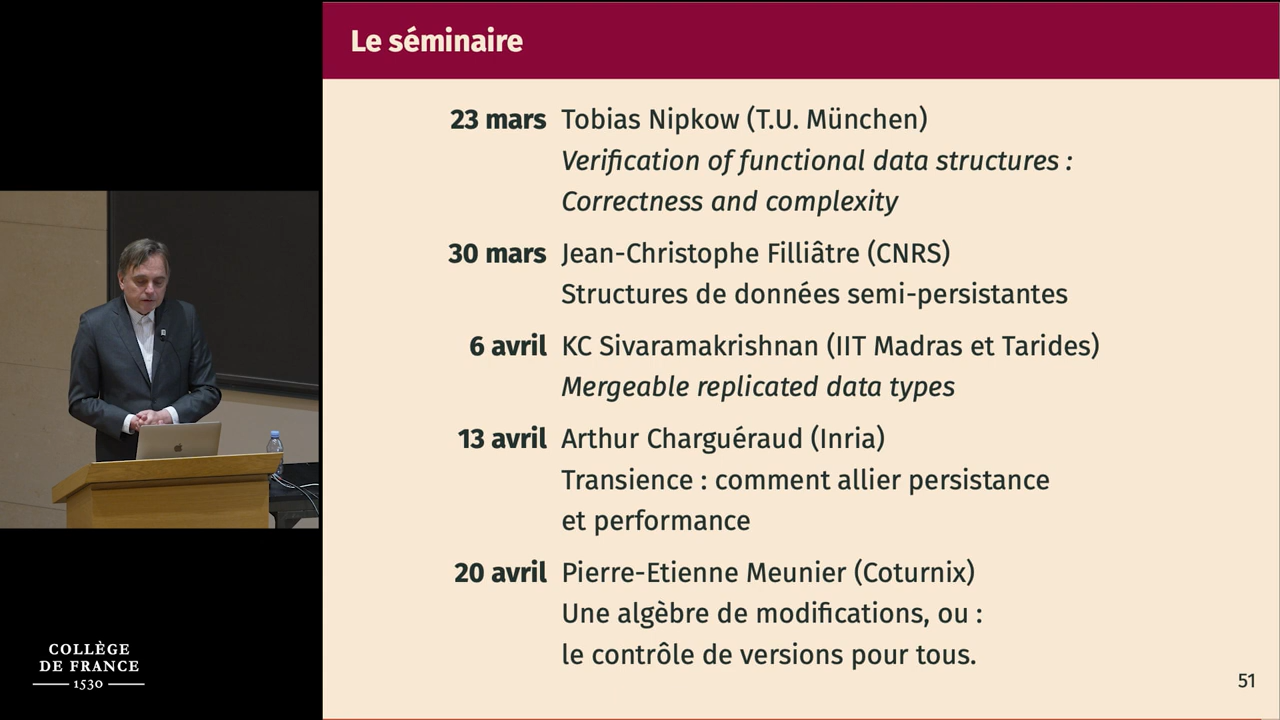 Le séminaire
23 mars Tobias Nipkow (T.U. München)
Verification of functional data structures :
Correctness and complexity
30 mars Jean-Christophe Filliâtre (CNRS)
Structures de données semi-persistantes
6 avril KC Sivaramakrishnan (IIT Madras et Tarides)
Mergeable replicated data types
13 avril Arthur Charguéraud (Inria)
Transience : comment allier persistance
et performance
20 avril Pierre-Etienne Meunier (Coturnix)
Une algèbre de modifications, ou :
le contrôle de versions pour tous.
51
COLLÈGE
DE FRANCE
1530